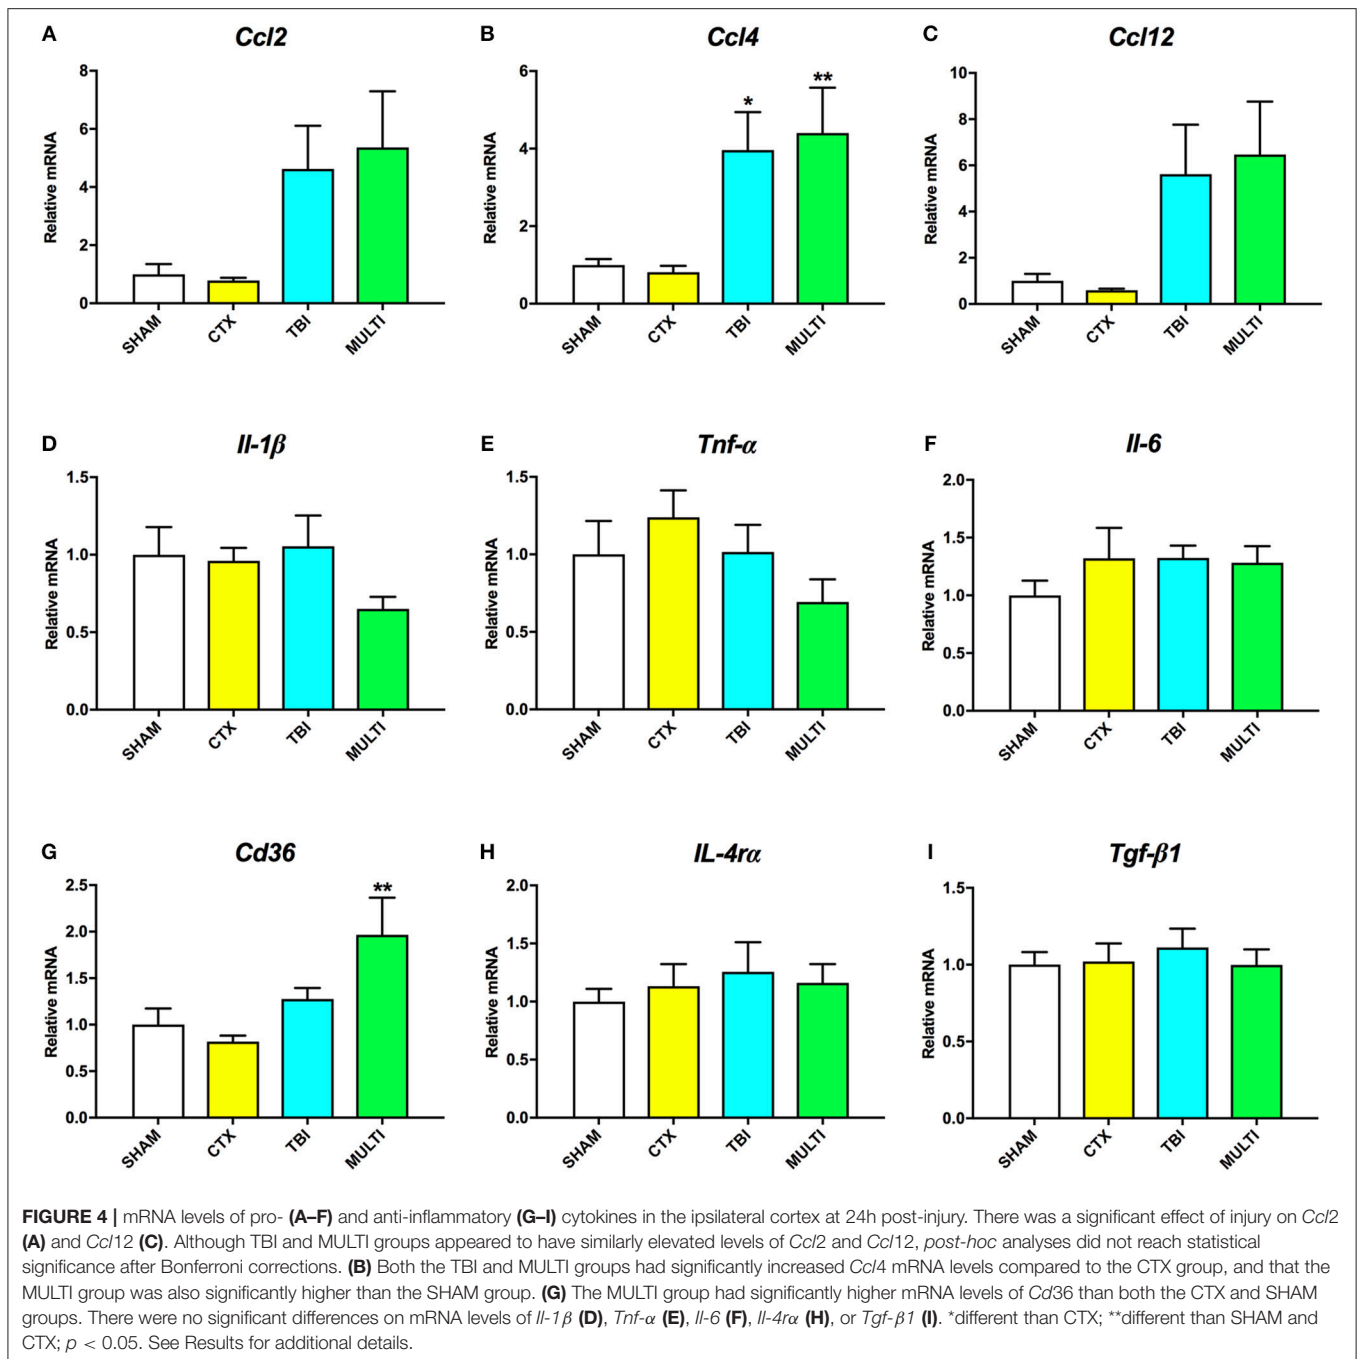 A
Ccl2
Relative mRNA
8
6
4
2
0
SHAM
CTX
TBI
MULTI
B
Ccl4
Relative mRNA
6
4
2
0
*
**
SHAM
CTX
TBI
MULTI
C
Ccl12
Relative mRNA
10
8
6
4
2
0
SHAM
CTX
TBI
MULTI
D
Il-1β
Relative mRNA
1.5
1.0
0.5
0.0
SHAM
CTX
TBI
MULTI
E
Tnf-α
Relative mRNA
1.5
1.0
0.5
0.0
SHAM
CTX
TBI
MULTI
F
Il-6
Relative mRNA
2.0
1.5
1.0
0.5
0.0
SHAM
CTX
TBI
MULTI
G
Cd36
Relative mRNA
2.5
2.0
1.5
1.0
0.5
0.0
**
SHAM
CTX
TBI
MULTI
H
IL-4rα
Relative mRNA
2.0
1.5
1.0
0.5
0.0
SHAM
CTX
TBI
MULTI
I
Tgf-β1
Relative mRNA
1.5
1.0
0.5
0.0
SHAM
CTX
TBI
MULTI
FIGURE 4 | mRNA levels of pro- (A–F) and anti-inflammatory (G–I) cytokines in the ipsilateral cortex at 24h post-injury. There was a significant effect of injury on Ccl2
(A) and Ccl12 (C). Although TBI and MULTI groups appeared to have similarly elevated levels of Ccl2 and Ccl12, post-hoc analyses did not reach statistical
significance after Bonferroni corrections. (B) Both the TBI and MULTI groups had significantly increased Ccl4 mRNA levels compared to the CTX group, and that the
MULTI group was also significantly higher than the SHAM group. (G) The MULTI group had significantly higher mRNA levels of Cd36 than both the CTX and SHAM
groups. There were no significant differences on mRNA levels of Il-1β (D), Tnf-α (E), Il-6 (F), Il-4rα (H), or Tgf-β1 (I). *different than CTX; **different than SHAM and
CTX; p < 0.05. See Results for additional details.